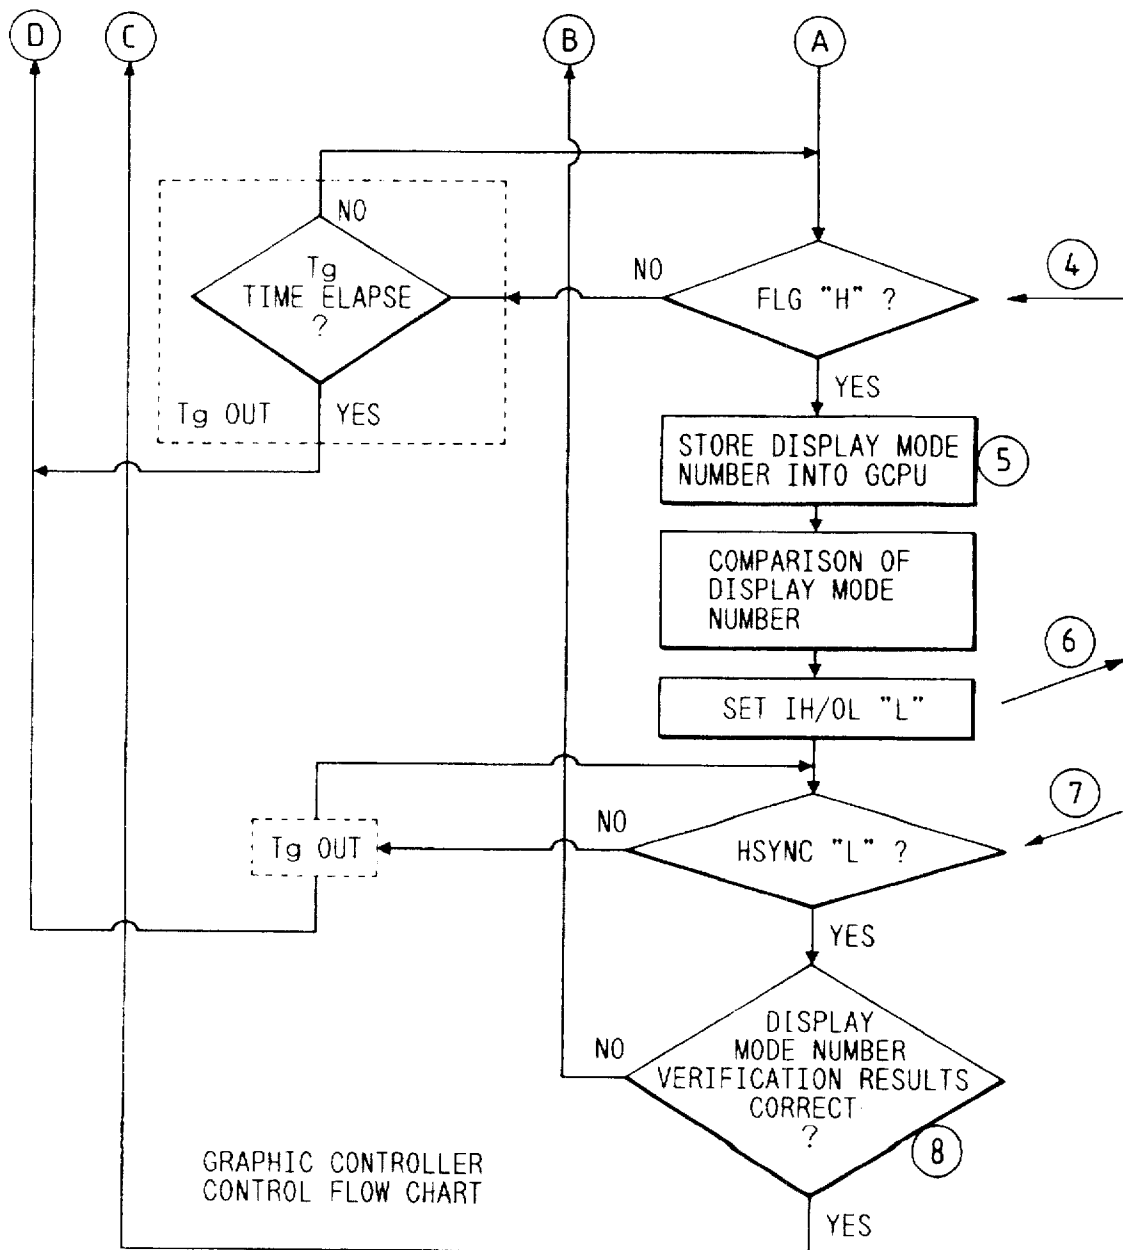 D
C
B
A
NO
Tg
TIME ELAPSE
?
Tg OUT
YES
NO
FLG "H" ?
4
YES
STORE DISPLAY MODE
NUMBER INTO GCPU
5
COMPARISON OF
DISPLAY MODE
NUMBER
6
SET IH/OL "L"
7
Tg OUT
NO
HSYNC "L" ?
YES
NO
DISPLAY
MODE NUMBER
VERIFICATION RESULTS
CORRECT
?
8
GRAPHIC CONTROLLER
CONTROL FLOW CHART
YES